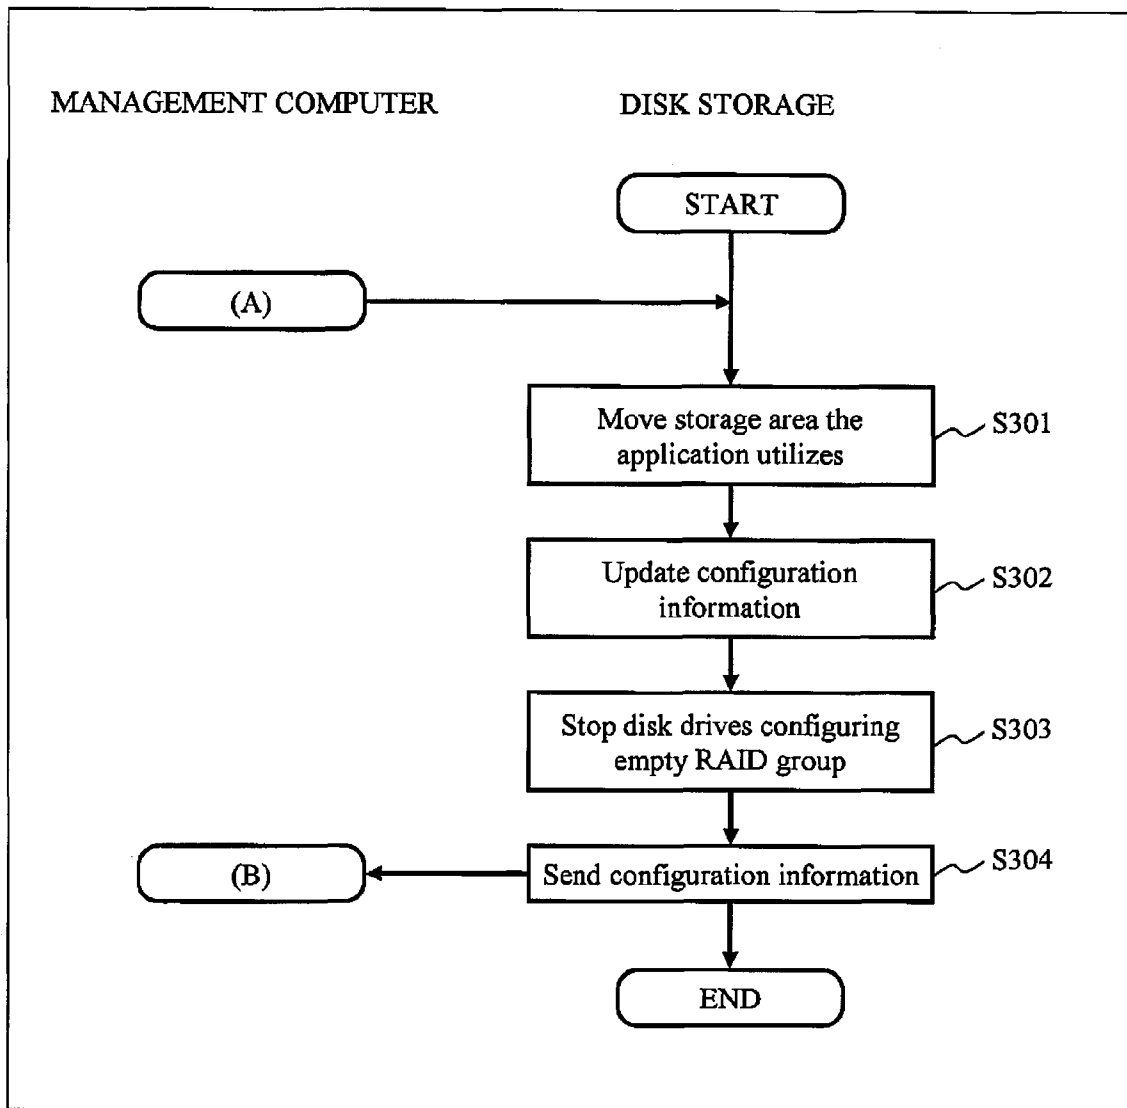 MANAGEMENT COMPUTER
DISK STORAGE
START
(A)
Move storage area the
application utilizes
S301
Update configuration
information
S302
Stop disk drives configuring
empty RAID group
S303
(B)
Send configuration information
S304
END